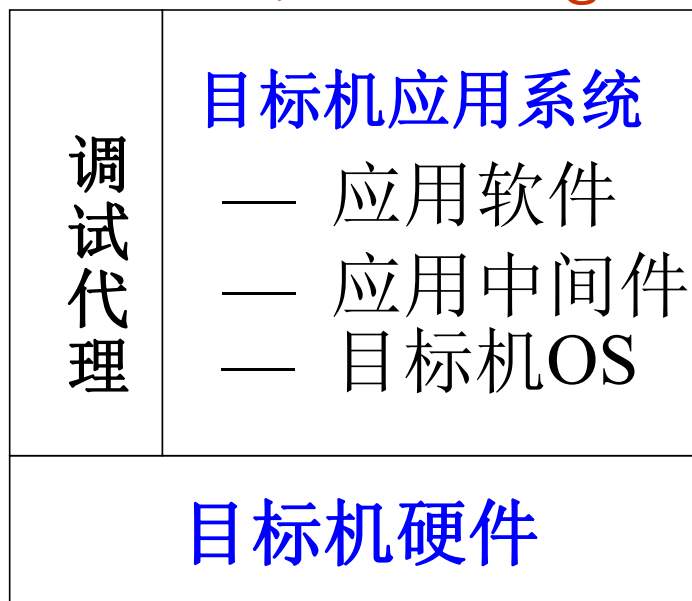 调试代理
目标机应用系统
— 应用软件
— 应用中间件
— 目标机OS
目标机硬件